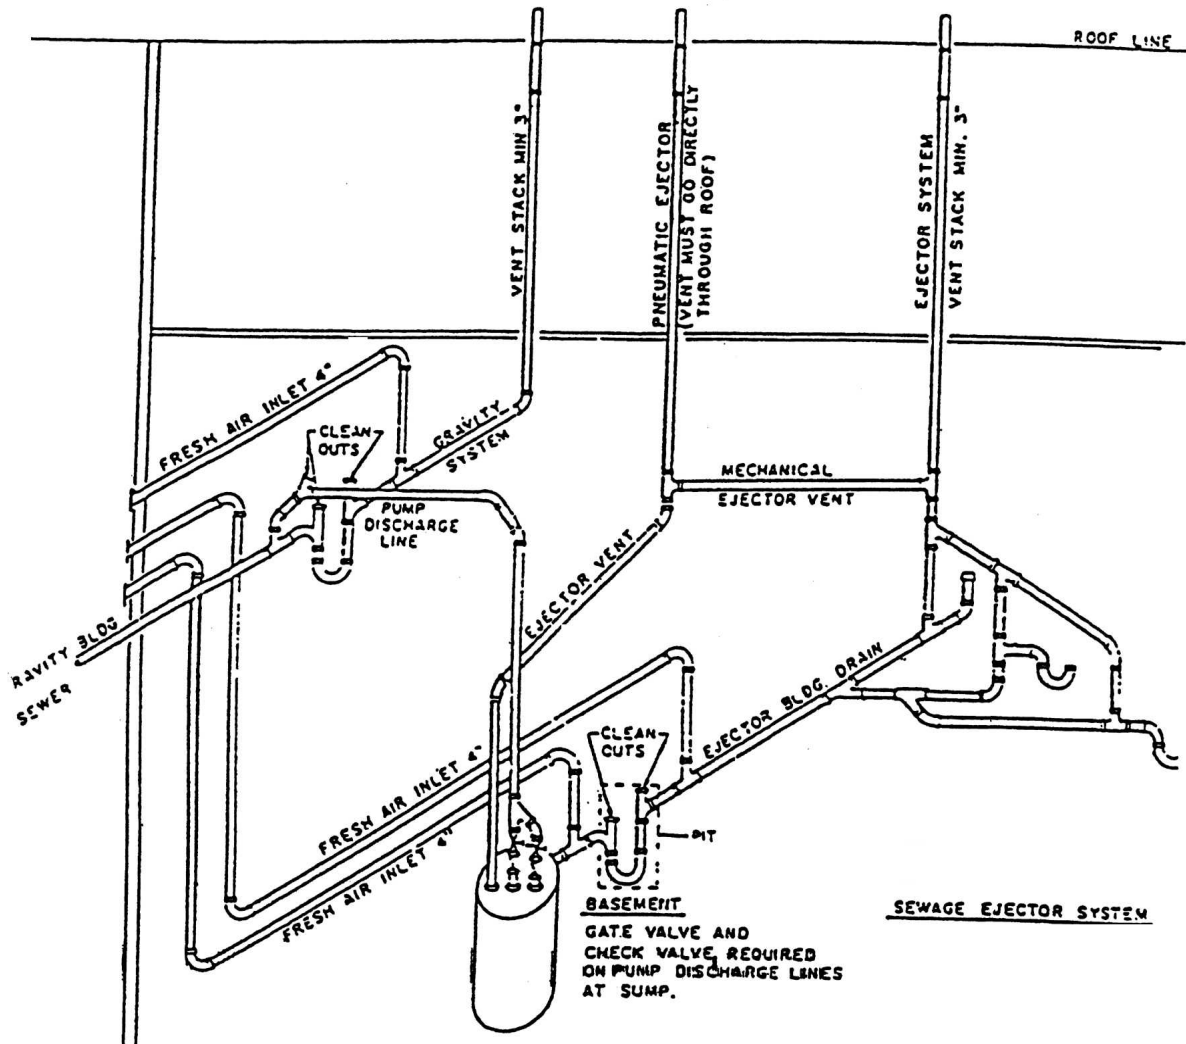 ROOF LINE
VENT STACK MIN 3"
PNEUMATIC EJECTOR
(VENT MUST GO DIRECTLY
THROUGH ROOF)
EJECTOR SYSTEM
VENT STACK MIN. 3"
FRESH AIR INLET 4"
CLEAN
OUTS
GRAVITY
SYSTEM
MECHANICAL
EJECTOR VENT
PUMP
DISCHARGE
LINE
EJECTOR VENT
RAVITY BLDG
SEWER
EJECTOR BLDG. DRAIN
FRESH AIR INLET 4"
FRESH AIR INLET 4"
CLEAN
OUTS
PIT
BASEMENT
GATE VALVE AND
CHECK VALVE REQUIRED
ON PUMP DISCHARGE LINES
AT SUMP.
SEWAGE EJECTOR SYSTEM